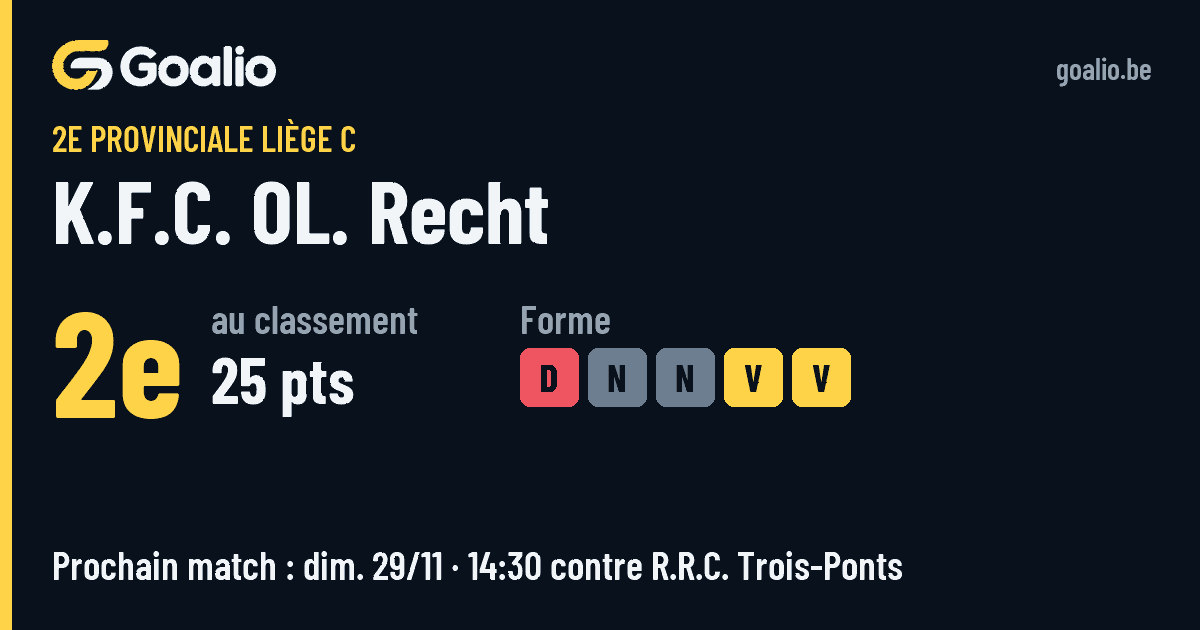 Goalio
goalio.be
2E PROVINCIALE LIÈGE C
K.F.C. OL. Recht
2e
au classement
25 pts
Forme
D N N V V
Prochain match : dim. 29/11 · 14:30 contre R.R.C. Trois-Ponts